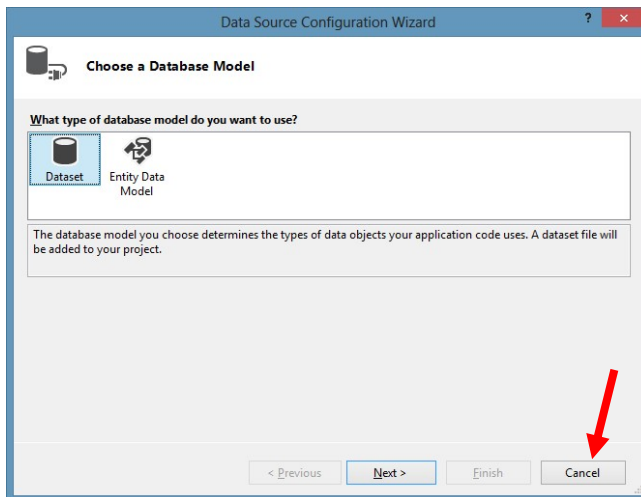 Data Source Configuration Wizard
?
Choose a Database Model
What type of database model do you want to use?
Dataset
Entity Data
Model
The database model you choose determines the types of data objects your application code uses. A dataset file will
be added to your project.
< Previous
Next >
Finish
Cancel